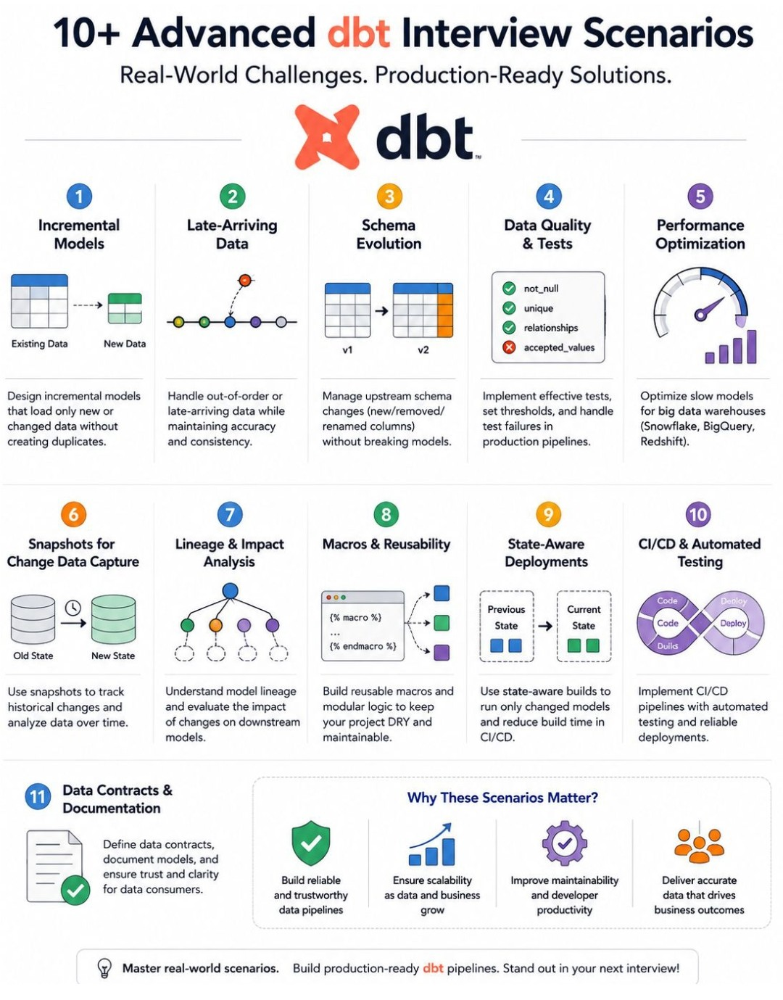 10+ Advanced dbt Interview Scenarios
Real-World Challenges. Production-Ready Solutions.
dbt™
1
Incremental
Models
Existing Data
New Data
Design incremental models
that load only new or
changed data without
creating duplicates.
2
Late-Arriving
Data
Handle out-of-order or
late-arriving data while
maintaining accuracy
and consistency.
3
Schema
Evolution
v1
v2
Manage upstream schema
changes (new/removed/
renamed columns)
without breaking models.
4
Data Quality
& Tests
not_null
unique
relationships
accepted_values
Implement effective tests,
set thresholds, and handle
test failures in
production pipelines.
5
Performance
Optimization
Optimize slow models
for big data warehouses
(Snowflake, BigQuery,
Redshift).
6
Snapshots for
Change Data Capture
Old State
New State
Use snapshots to track
historical changes and
analyze data over time.
7
Lineage & Impact
Analysis
Understand model lineage
and evaluate the impact
of changes on downstream
models.
8
Macros & Reusability
{% macro %}
...
{% endmacro %}
Build reusable macros and
modular logic to keep
your project DRY and
maintainable.
9
State-Aware
Deployments
Previous
State
Current
State
Use state-aware builds to
run only changed models
and reduce build time in
CI/CD.
10
CI/CD & Automated
Testing
Code
Deploy
Code
Deploy
Duilds
Implement CI/CD
pipelines with automated
testing and reliable
deployments.
11
Data Contracts &
Documentation
Define data contracts,
document models, and
ensure trust and clarity
for data consumers.
Why These Scenarios Matter?
Build reliable
and trustworthy
data pipelines
Ensure scalability
as data and business
grow
Improve maintainability
and developer
productivity
Deliver accurate
data that drives
business outcomes
Master real-world scenarios. Build production-ready dbt pipelines. Stand out in your next interview!